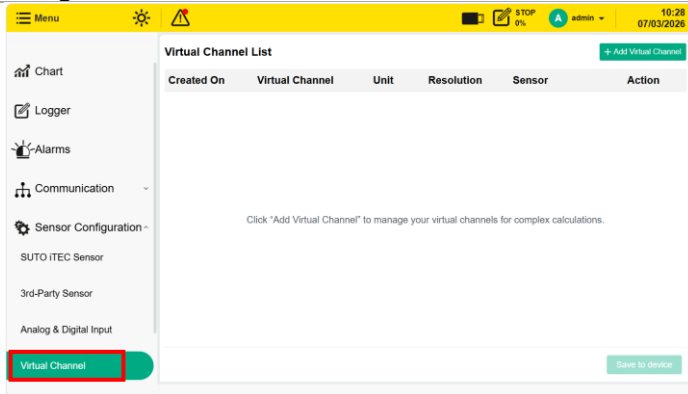 Menu
STOP
0%
A admin
10:28
07/03/2026
Chart
Logger
Alarms
Communication
Sensor Configuration
SUTO iTEC Sensor
3rd-Party Sensor
Analog & Digital Input
Virtual Channel
Virtual Channel List
+ Add Virtual Channel
Created On Virtual Channel Unit Resolution Sensor Action
Click "Add Virtual Channel" to manage your virtual channels for complex calculations.
Save to device